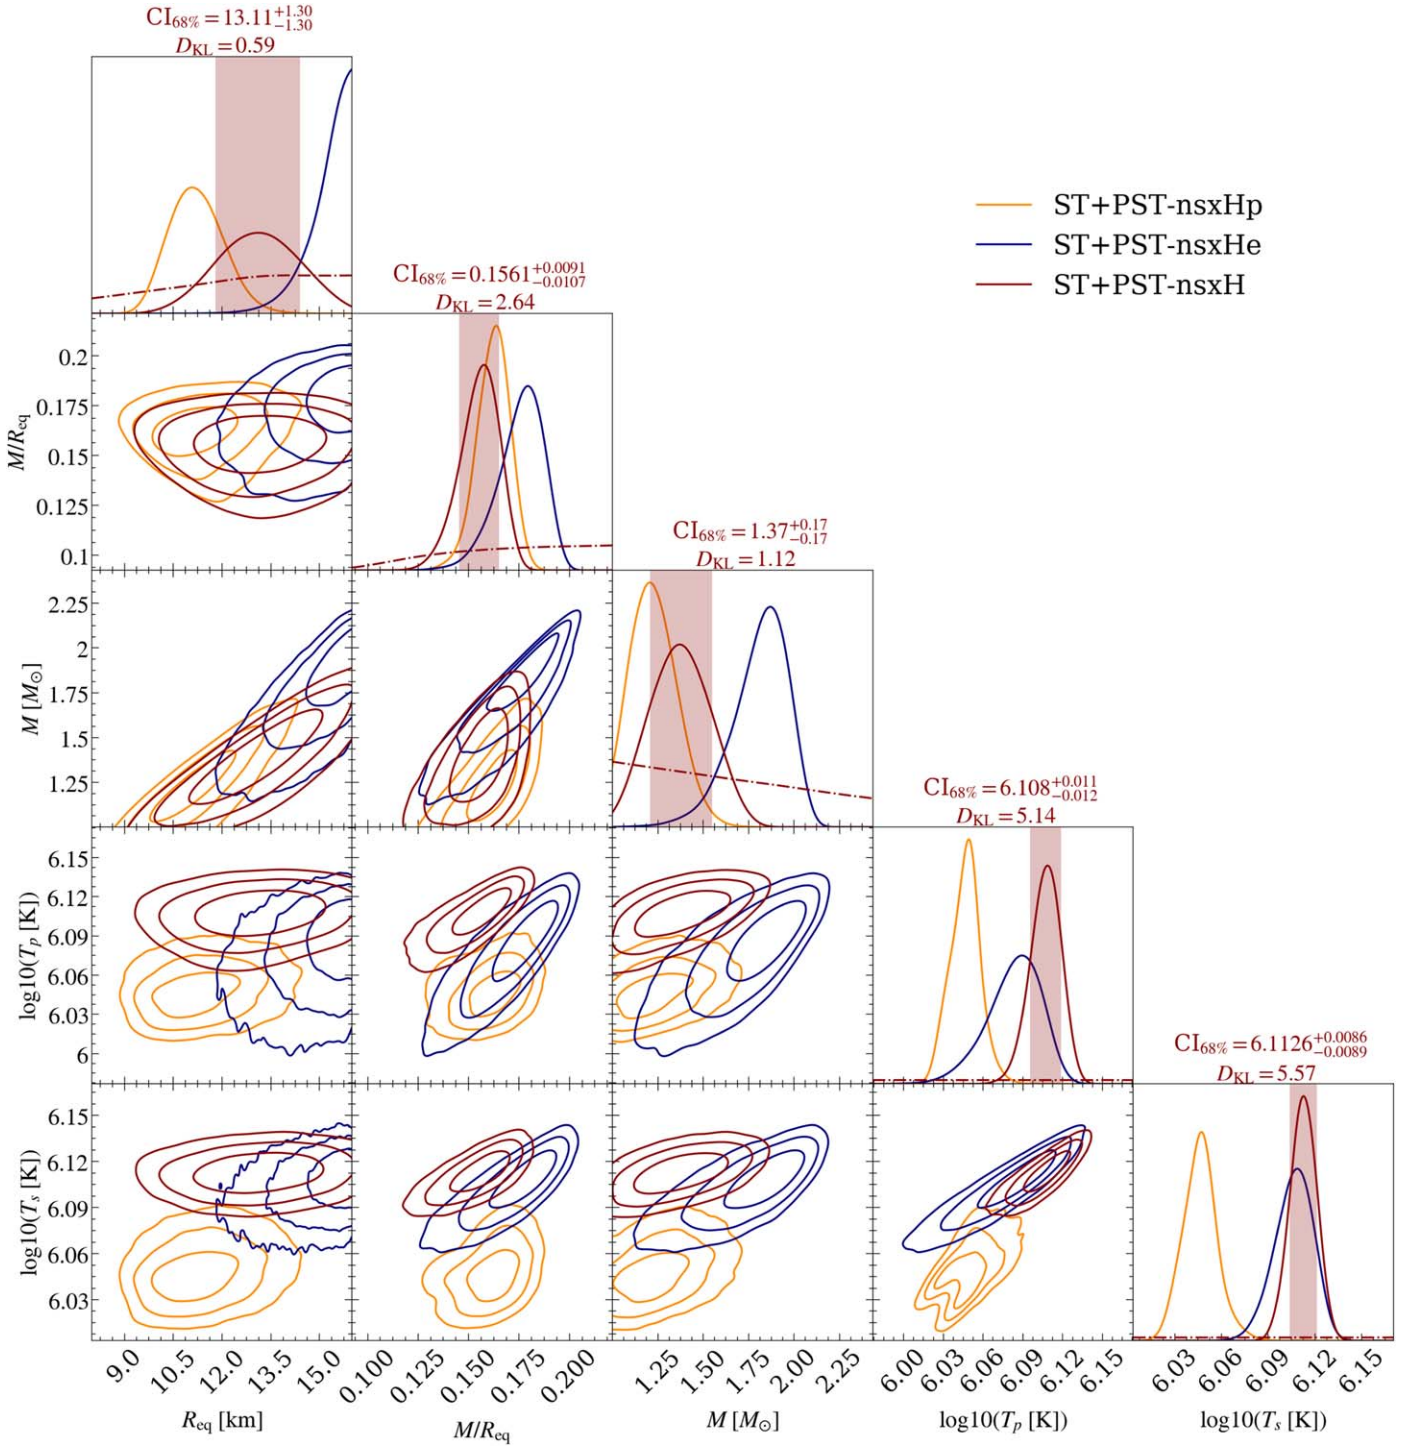 CI68% = 13.11 +1.30 −1.30
DKL = 0.59
ST+PST-nsxHp
ST+PST-nsxHe
ST+PST-nsxH
CI68% = 0.1561 +0.0091 −0.0107
DKL = 2.64
0.2
0.175
0.15
0.125
0.1
M/Req
CI68% = 1.37 +0.17 −0.17
DKL = 1.12
2.25
2
1.75
1.5
1.25
M [M⊙]
CI68% = 6.108 +0.011 −0.012
DKL = 5.14
6.15
6.12
6.09
6.06
6.03
6
log10(Tp [K])
CI68% = 6.1126 +0.0086 −0.0089
DKL = 5.57
6.15
6.12
6.09
6.06
6.03
log10(Ts [K])
9.0 10.5 12.0 13.5 15.0 0.100 0.125 0.150 0.175 0.200 1.25 1.50 1.75 2.00 2.25 6.00 6.03 6.06 6.09 6.12 6.15 6.03 6.06 6.09 6.12 6.15
Req [km] M/Req M [M⊙] log10(Tp [K]) log10(Ts [K])